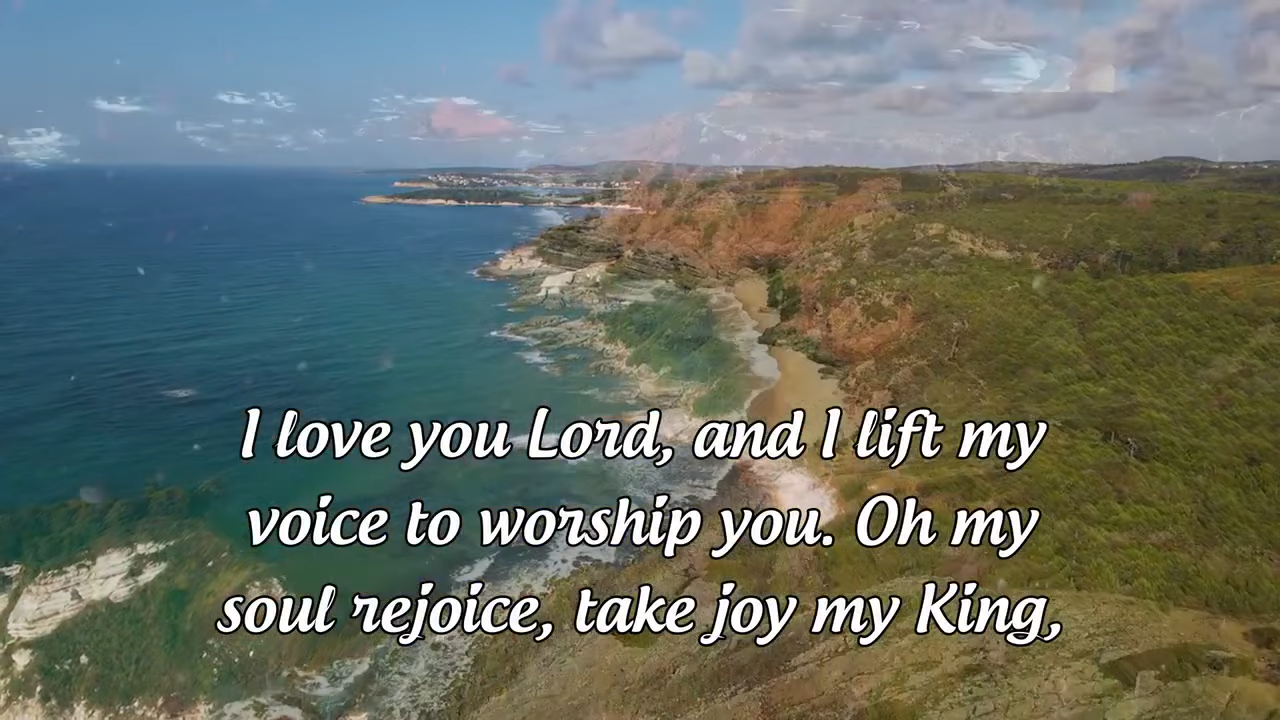 I love you Lord, and I lift my
voice to worship you. Oh my
soul rejoice, take joy my King,